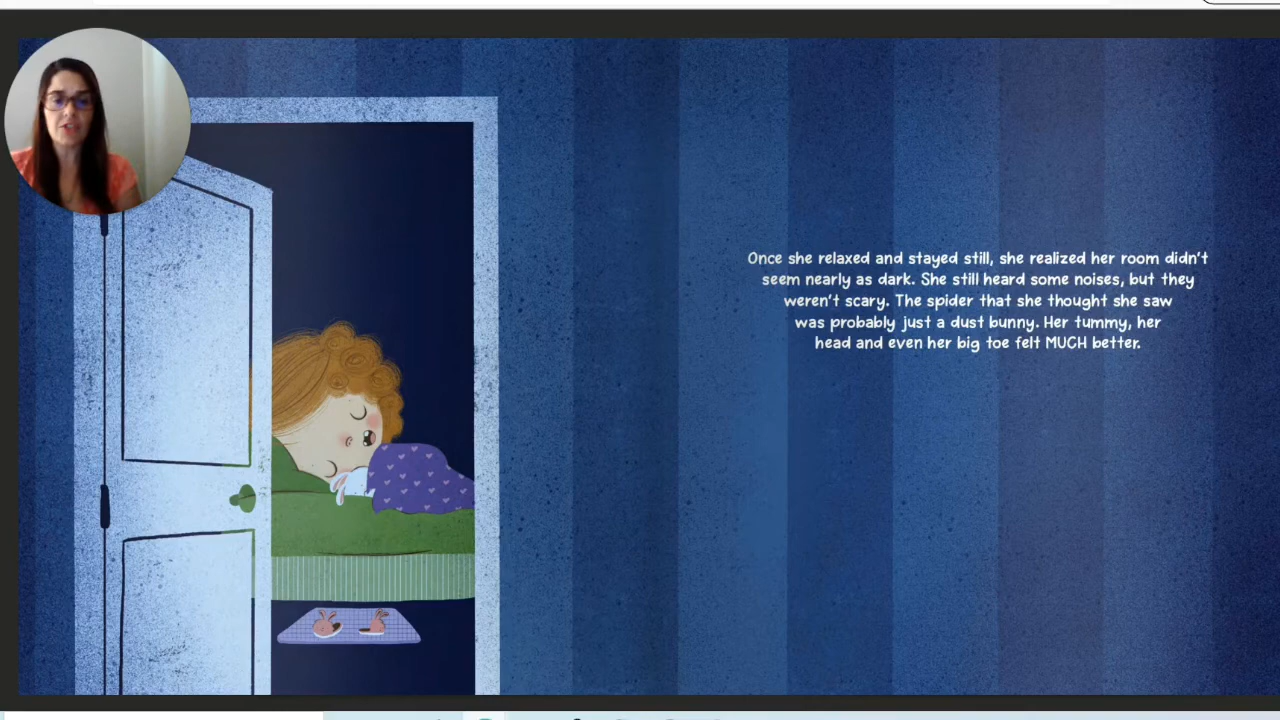 Once she relaxed and stayed still, she realized her room didn't
seem nearly as dark. She still heard some noises, but they
weren't scary. The spider that she thought she saw
was probably just a dust bunny. Her tummy, her
head and even her big toe felt MUCH better.